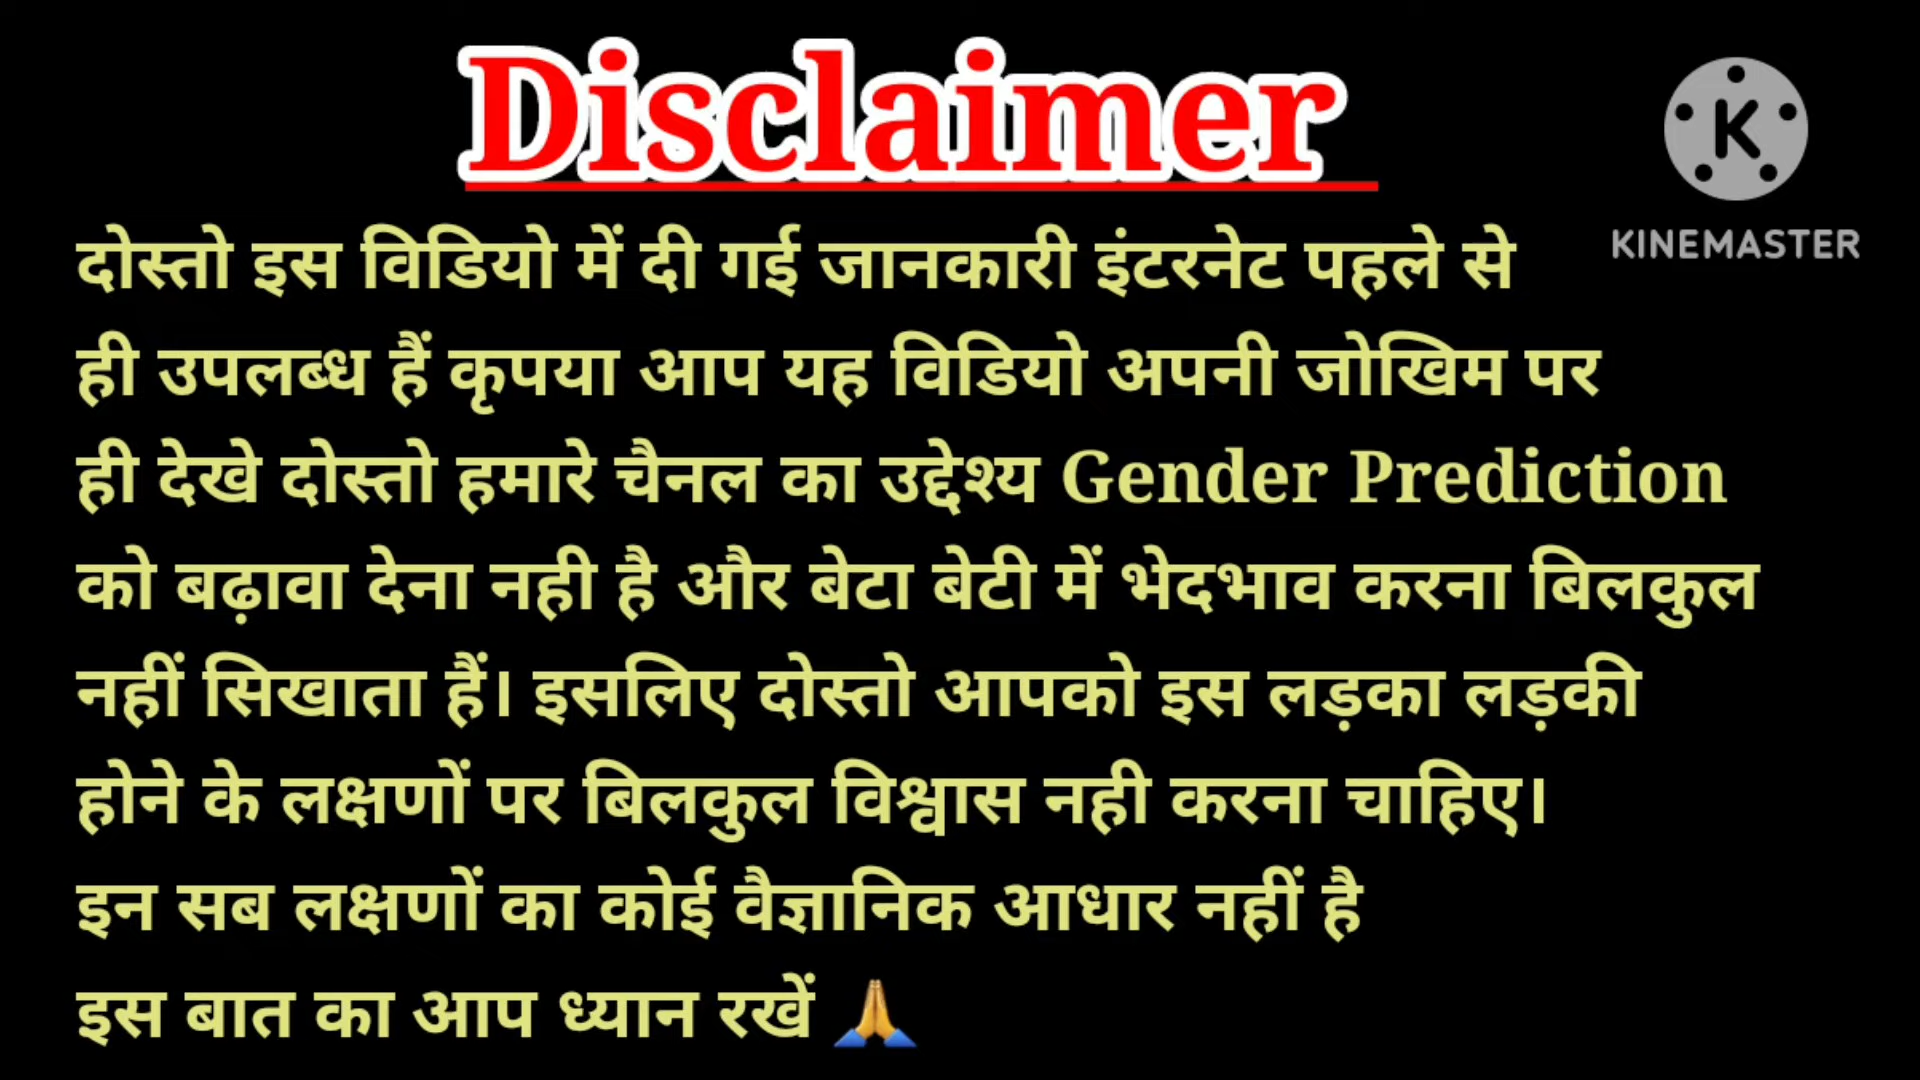 Disclaimer
KINEMASTER
दोस्तो इस विडियो में दी गई जानकारी इंटरनेट पहले से
ही उपलब्ध हैं कृपया आप यह विडियो अपनी जोखिम पर
ही देखे दोस्तो हमारे चैनल का उद्देश्य Gender Prediction
को बढ़ावा देना नही है और बेटा बेटी में भेदभाव करना बिलकुल
नहीं सिखाता हैं। इसलिए दोस्तो आपको इस लड़का लड़की
होने के लक्षणों पर बिलकुल विश्वास नही करना चाहिए।
इन सब लक्षणों का कोई वैज्ञानिक आधार नहीं है
इस बात का आप ध्यान रखें 🙏